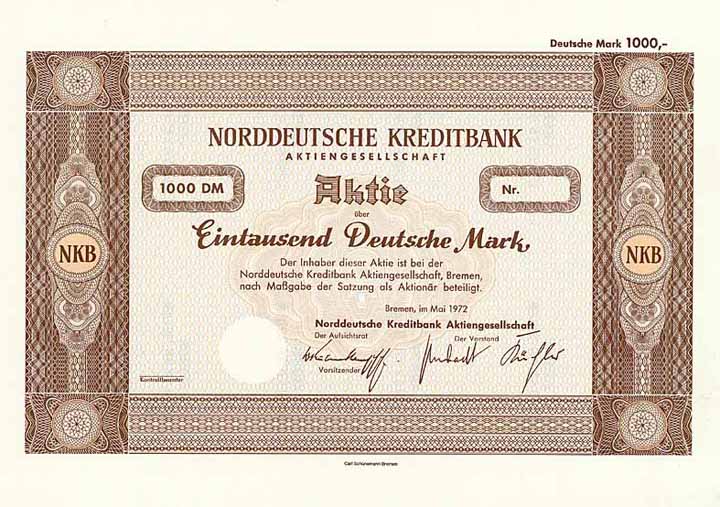 Deutsche Mark 1000,-
NORDDEUTSCHE KREDITBANK
AKTIENGESELLSCHAFT
1000 DM
Aktie
Nr.
über
Eintausend Deutsche Mark
NKB
NKB
Der Inhaber dieser Aktie ist bei der
Norddeutsche Kreditbank Aktiengesellschaft, Bremen,
nach Maßgabe der Satzung als Aktionär beteiligt.
Bremen, im Mai 1972
Norddeutsche Kreditbank Aktiengesellschaft
Der Aufsichtsrat
Der Vorstand
Vorsitzender
Kontrollbeamter
Carl Schünemann Bremen